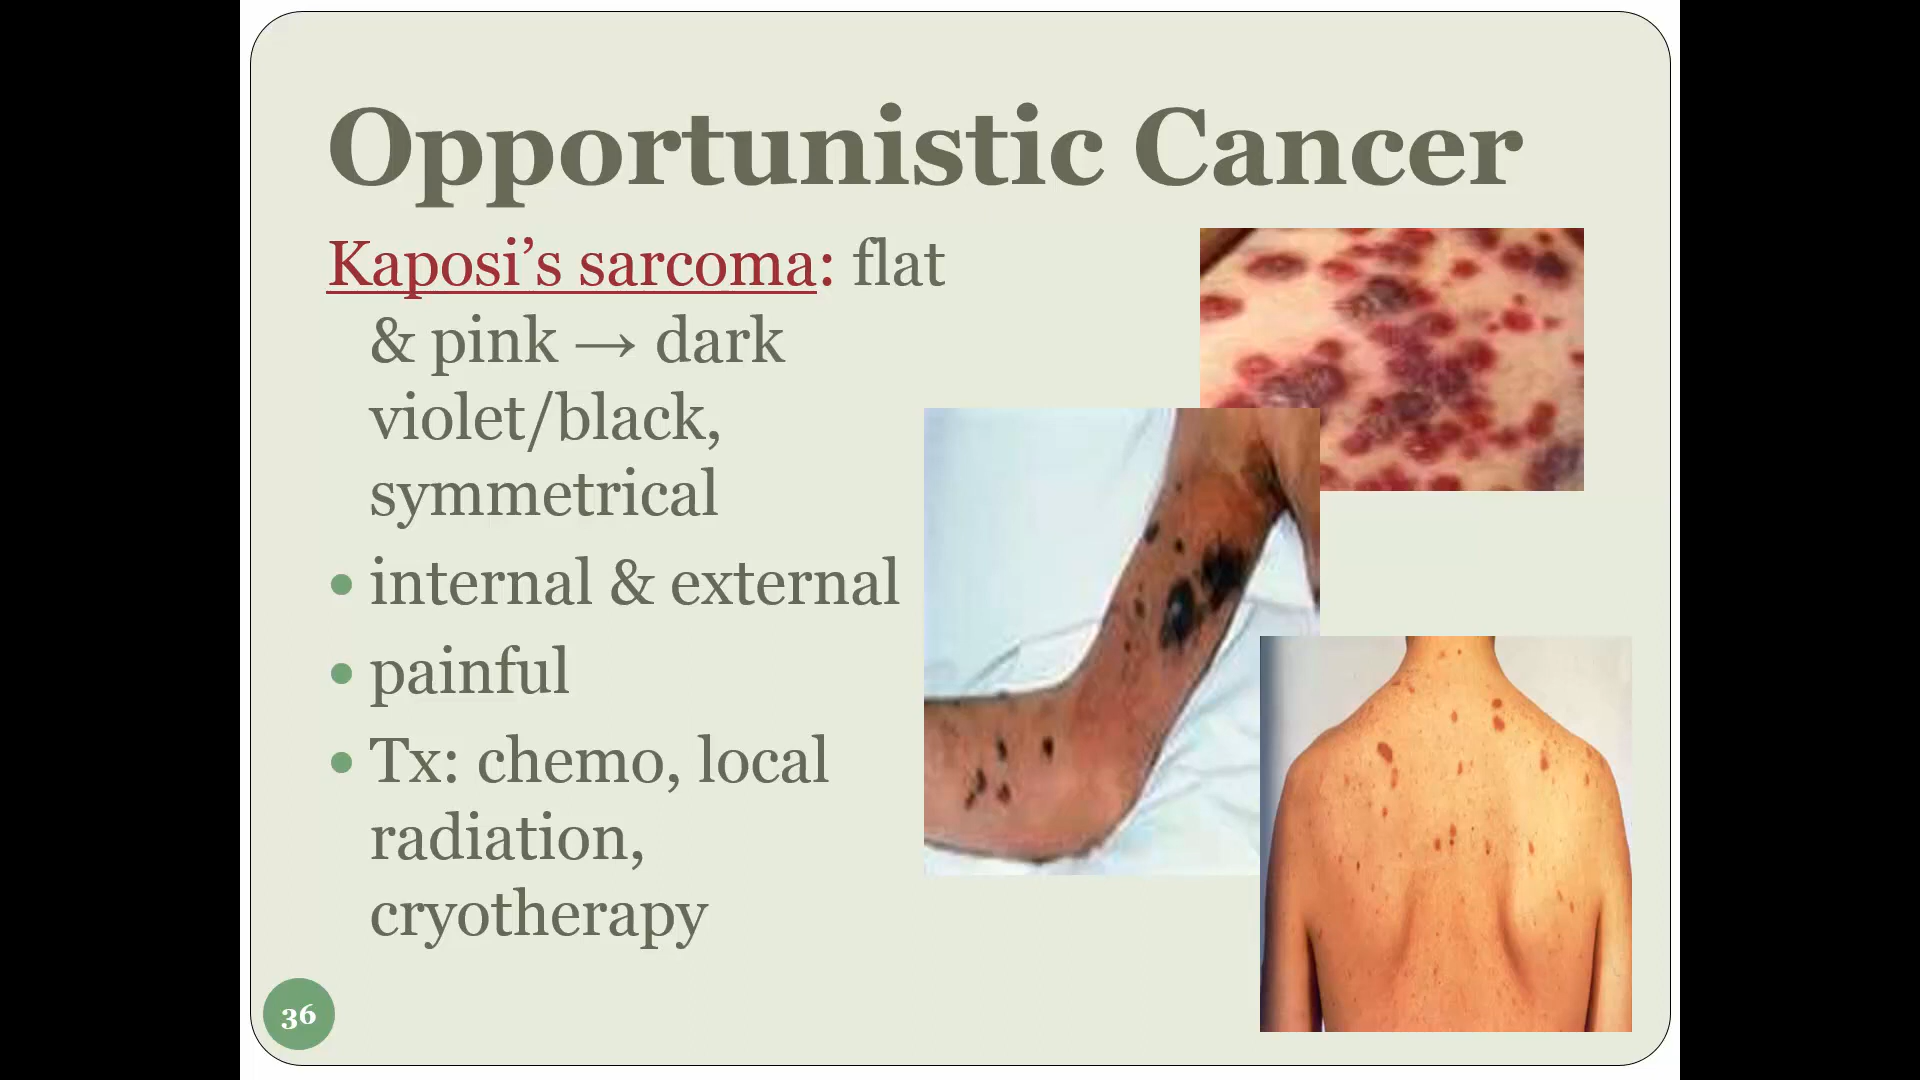 Opportunistic Cancer
Kaposi’s sarcoma: flat
& pink → dark
violet/black,
symmetrical
• internal & external
• painful
• Tx: chemo, local
radiation,
cryotherapy
36